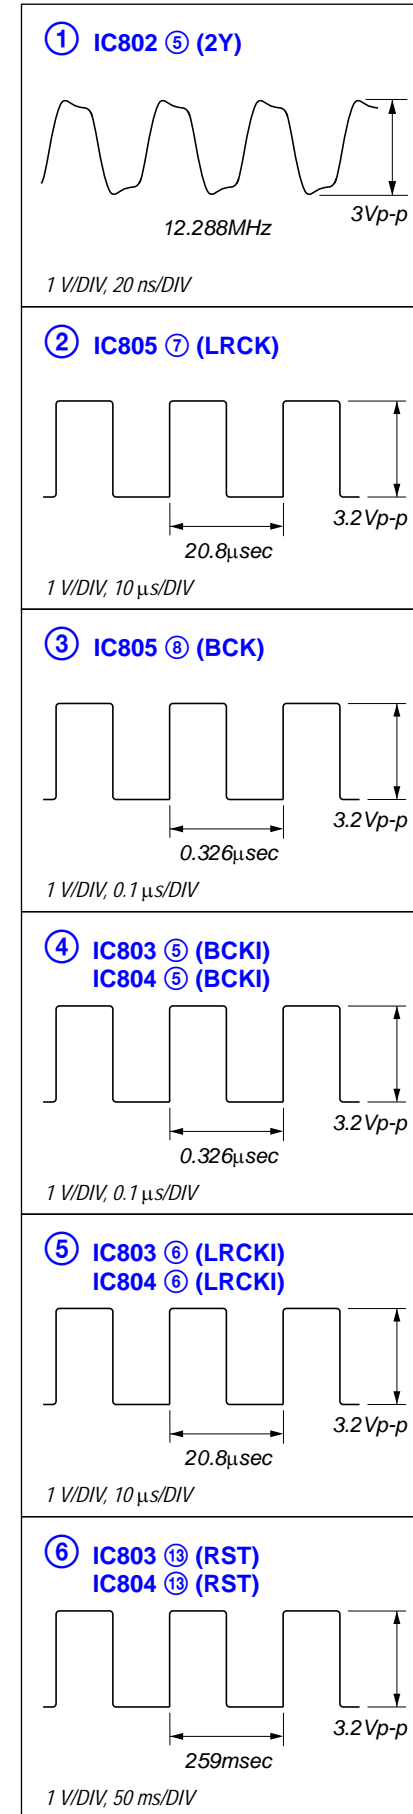 ① IC802 ⑤ (2Y)
3Vp-p
12.288MHz
1 V/DIV, 20 ns/DIV
② IC805 ⑦ (LRCK)
3.2Vp-p
20.8µsec
1 V/DIV, 10 µs/DIV
③ IC805 ⑧ (BCK)
3.2Vp-p
0.326µsec
1 V/DIV, 0.1 µs/DIV
④ IC803 ⑤ (BCKI)
IC804 ⑤ (BCKI)
3.2Vp-p
0.326µsec
1 V/DIV, 0.1 µs/DIV
⑤ IC803 ⑥ (LRCKI)
IC804 ⑥ (LRCKI)
3.2Vp-p
20.8µsec
1 V/DIV, 10 µs/DIV
⑥ IC803 ⑬ (RST)
IC804 ⑬ (RST)
3.2Vp-p
259msec
1 V/DIV, 50 ms/DIV